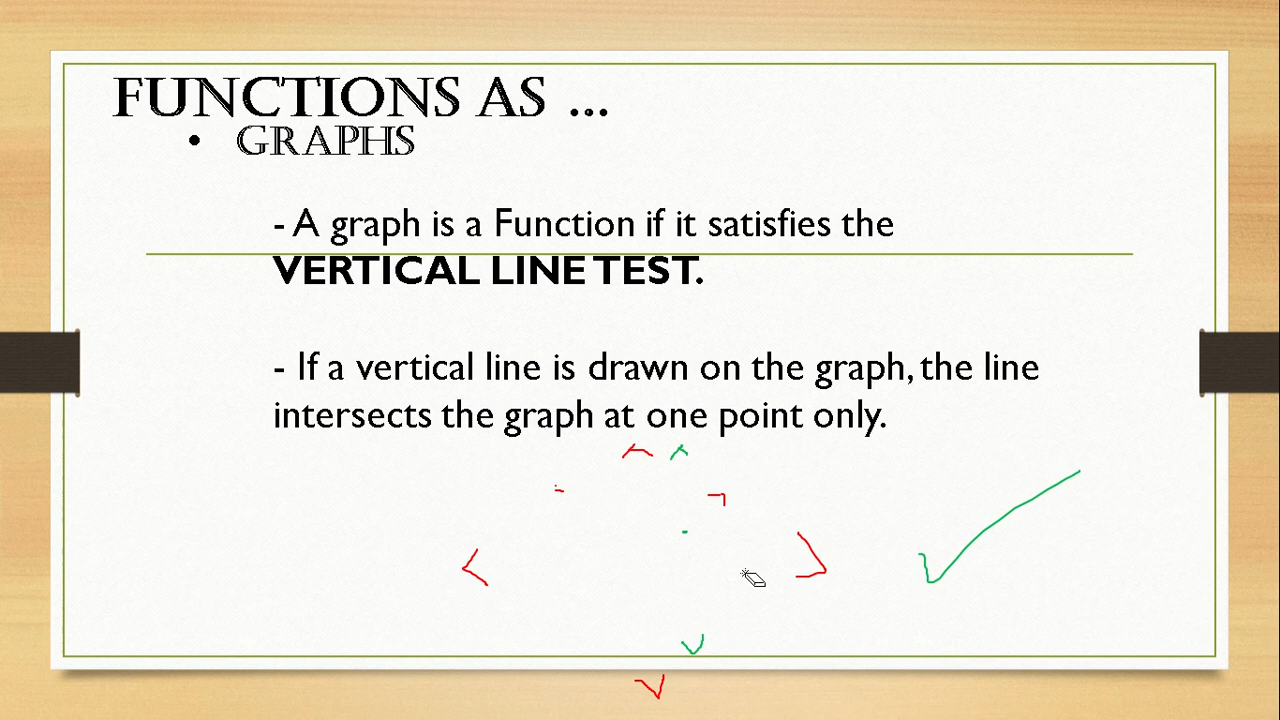 FUNCTIONS AS ...
• GRAPHS
- A graph is a Function if it satisfies the
VERTICAL LINE TEST.
- If a vertical line is drawn on the graph, the line
intersects the graph at one point only.